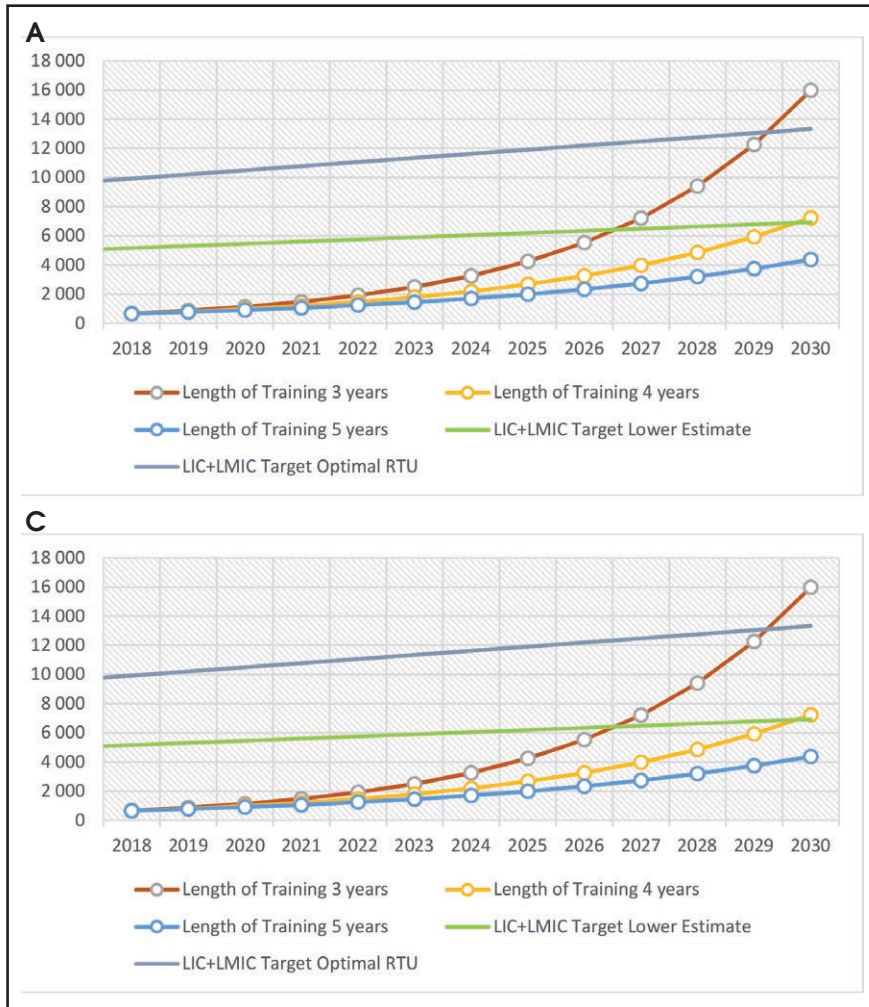 A
18 000
16 000
14 000
12 000
10 000
8 000
6 000
4 000
2 000
0
2018 2019 2020 2021 2022 2023 2024 2025 2026 2027 2028 2029 2030
Length of Training 3 years Length of Training 4 years
Length of Training 5 years LIC+LMIC Target Lower Estimate
LIC+LMIC Target Optimal RTU
C
18 000
16 000
14 000
12 000
10 000
8 000
6 000
4 000
2 000
0
2018 2019 2020 2021 2022 2023 2024 2025 2026 2027 2028 2029 2030
Length of Training 3 years Length of Training 4 years
Length of Training 5 years LIC+LMIC Target Lower Estimate
LIC+LMIC Target Optimal RTU